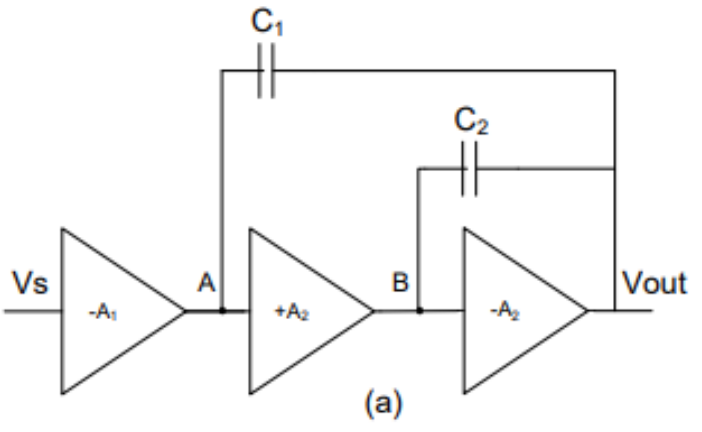 C₁
C₂
Vs
A
B
Vout
-A₁
+A₂
-A₂
(a)